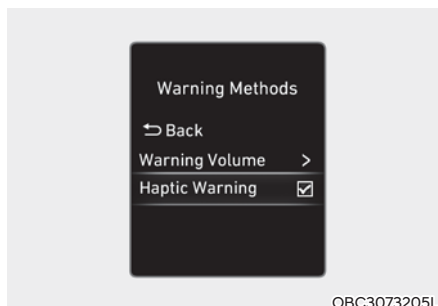 Warning Methods
Back
Warning Volume >
Haptic Warning
OBC3073205L